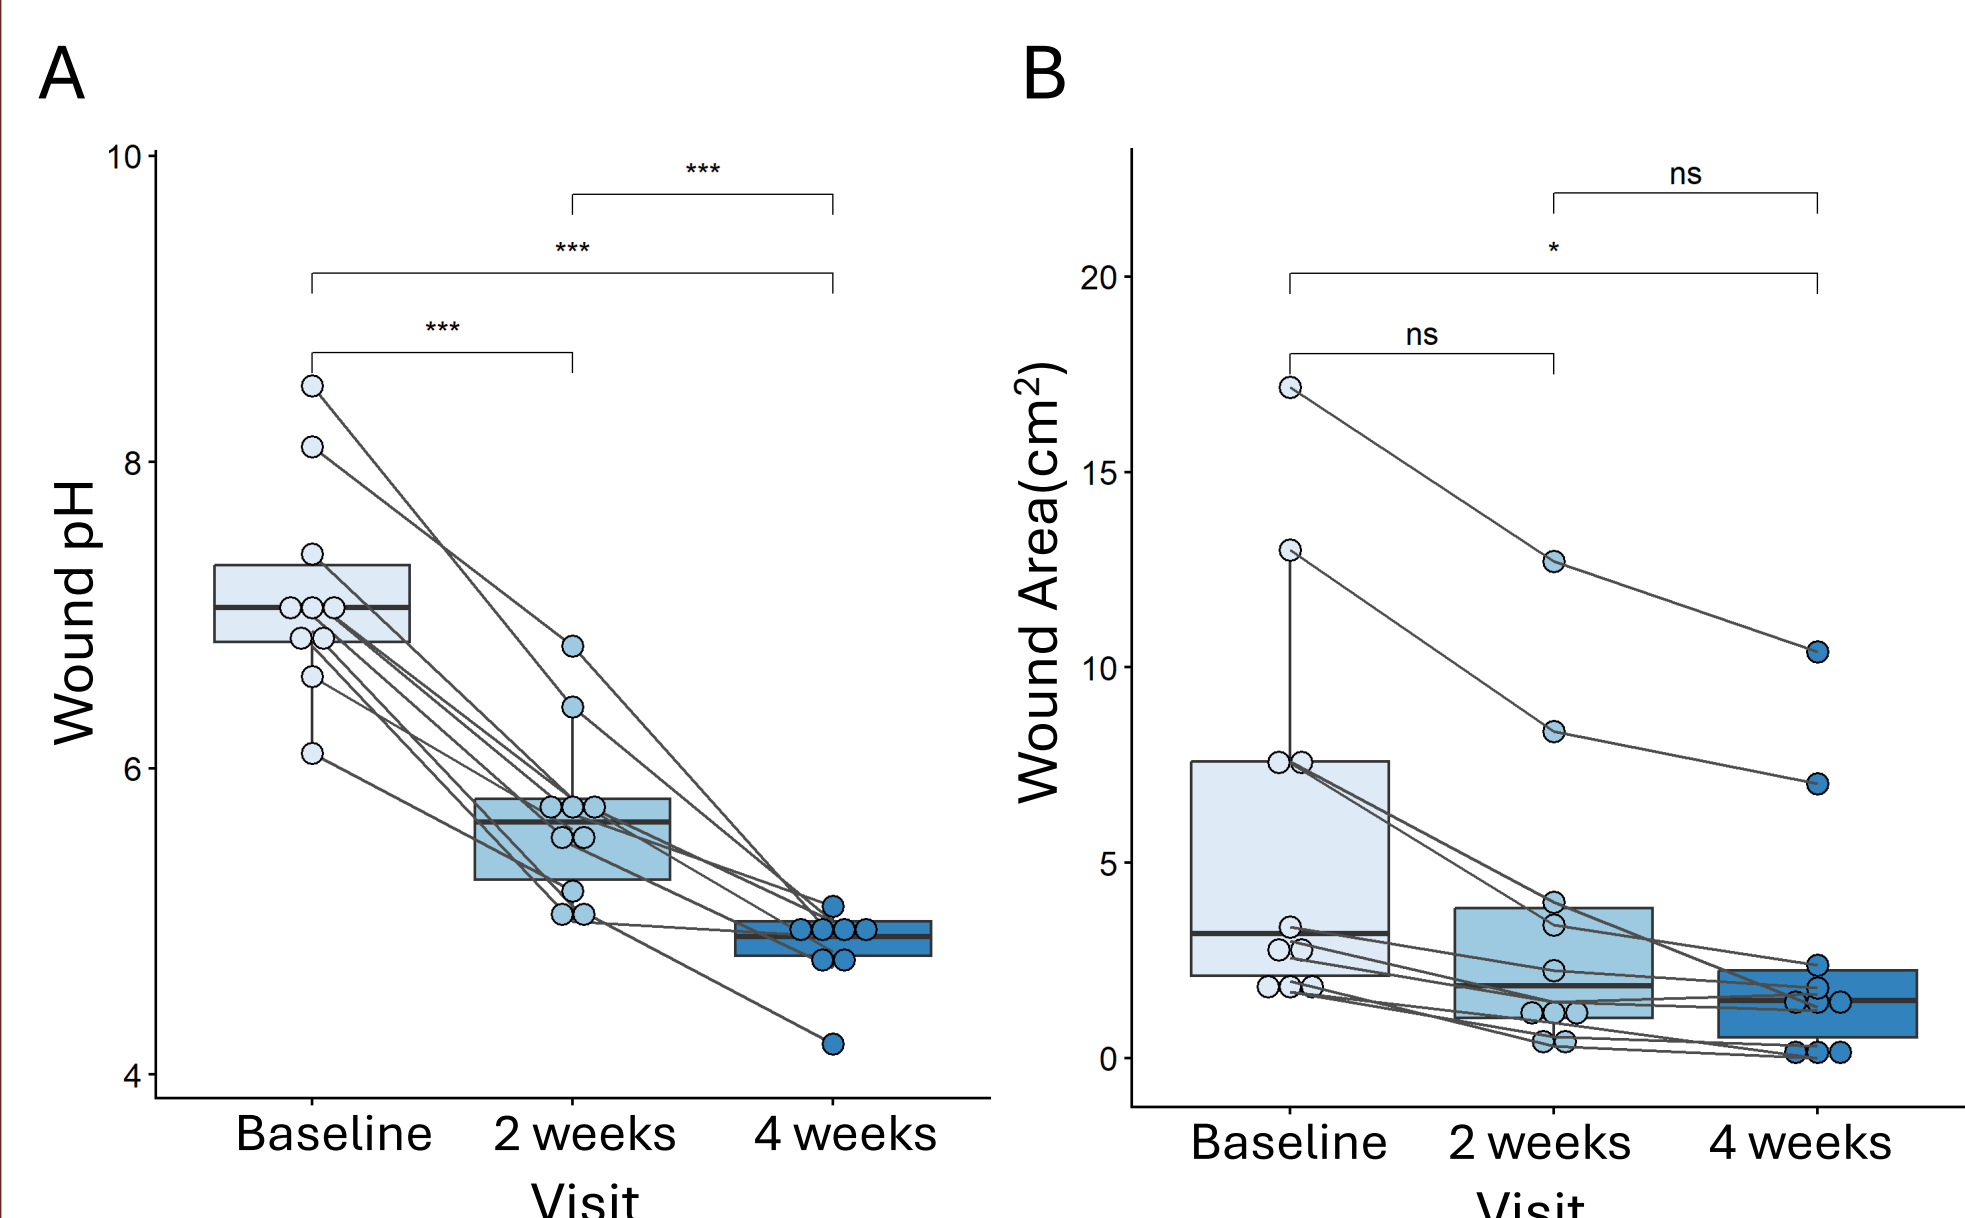 A
10
8
6
4
Wound pH
***
***
***
Baseline
2 weeks
4 weeks
Visit
B
20
15
10
5
0
Wound Area(cm²)
ns
*
ns
Baseline
2 weeks
4 weeks
Visit